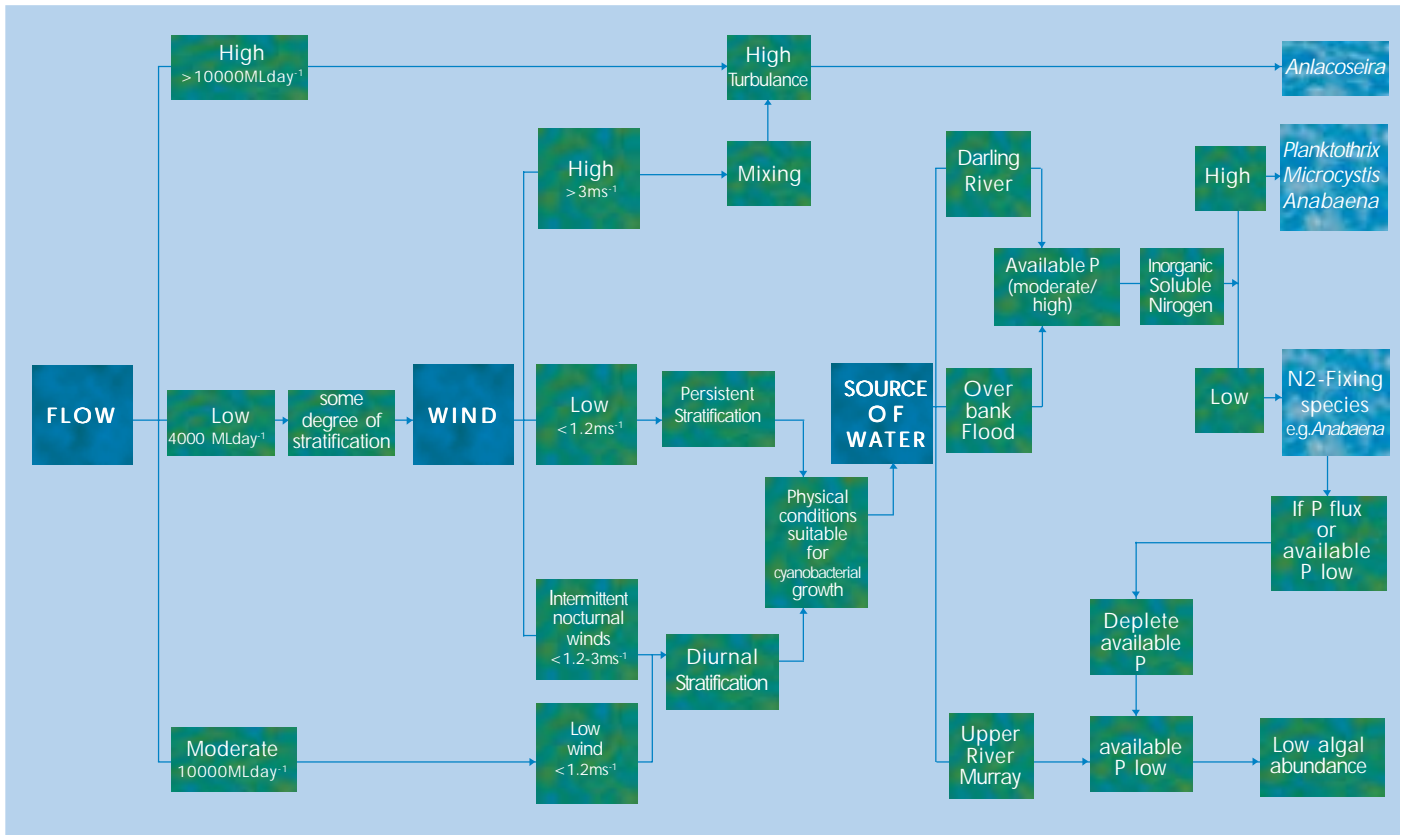 High
>10000MLday⁻¹
High
Turbulance
Anlacoseira
High
>3ms⁻¹
Mixing
Darling
River
High
Planktothrix
Microcystis
Anabaena
Available P
(moderate/
high)
Inorganic
Soluble
Nirogen
FLOW
Low
4000 MLday⁻¹
some
degree of
stratification
WIND
Low
<1.2ms⁻¹
Persistent
Stratification
SOURCE
OF
WATER
Over
bank
Flood
Low
N2-Fixing
species
e.g.Anabaena
Physical
conditions
suitable
for
cyanobacterial
growth
If P flux
or
available
P low
Intermittent
nocturnal
winds
<1.2-3ms⁻¹
Diurnal
Stratification
Deplete
available
P
Moderate
10000MLday⁻¹
Low
wind
<1.2ms⁻¹
Upper
River
Murray
available
P low
Low algal
abundance